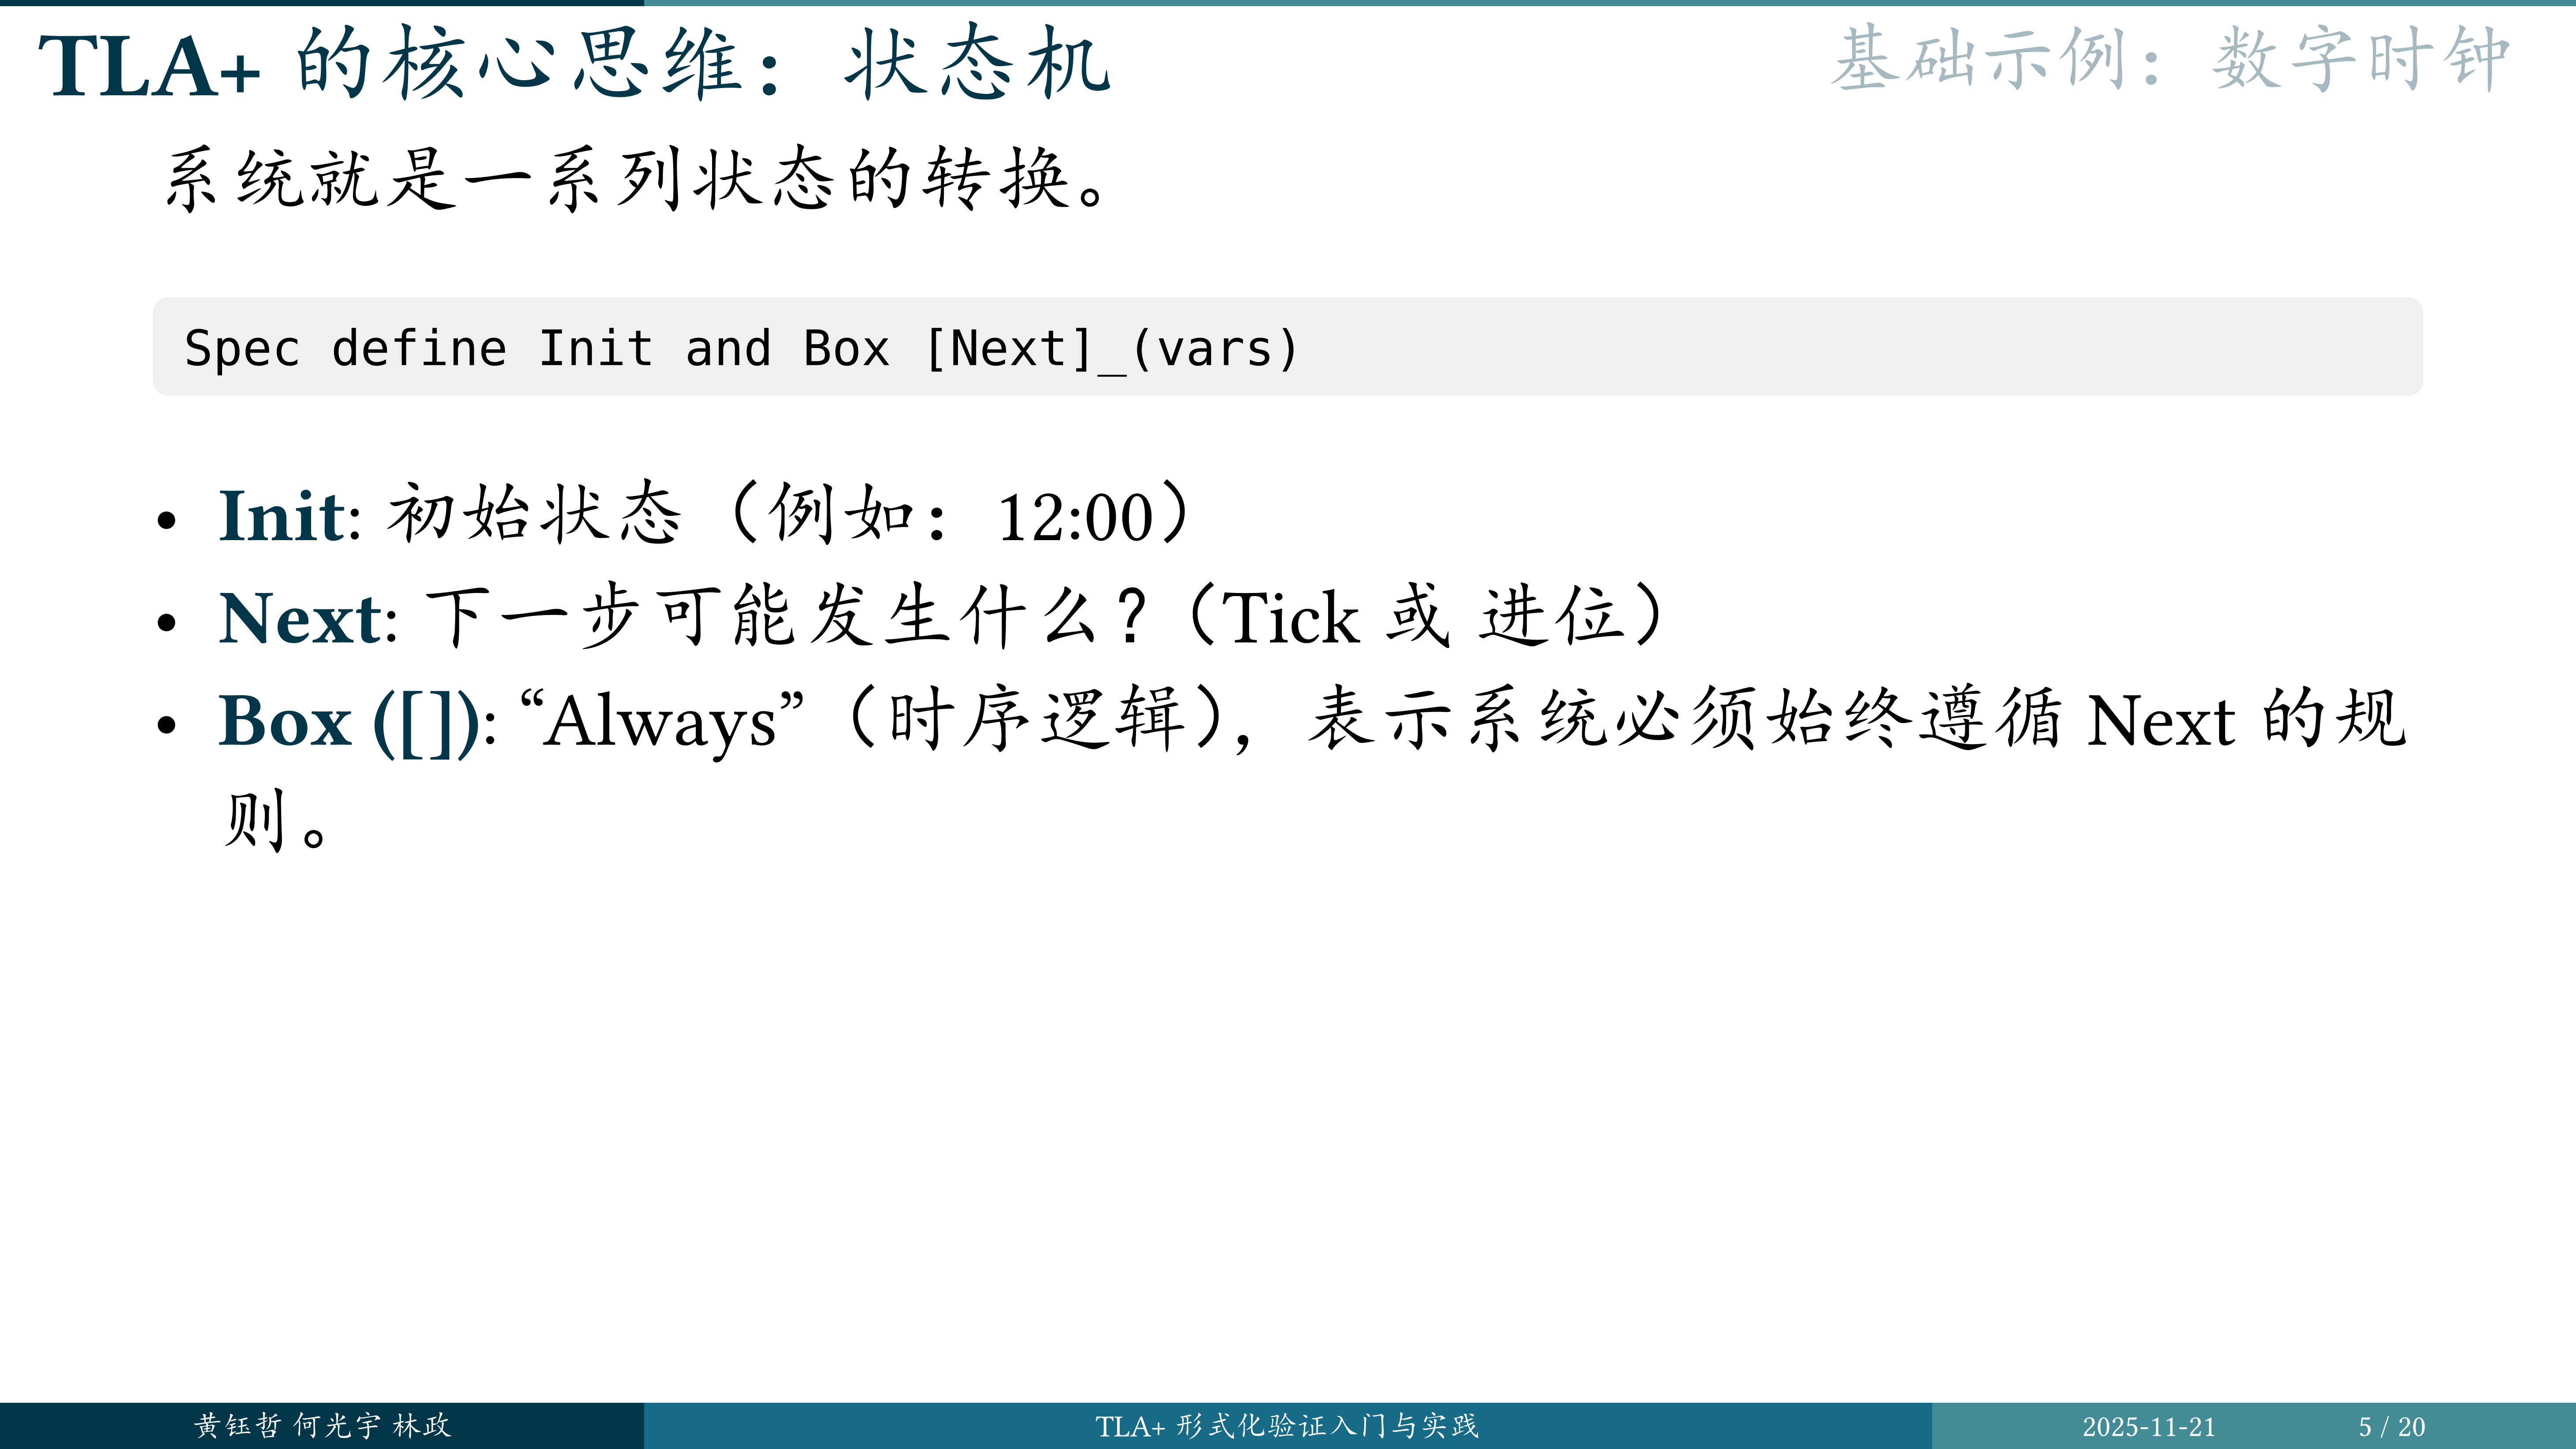 TLA+ 的核心思维：状态机
基础示例：数字时钟
系统就是一系列状态的转换。
Spec define Init and Box [Next]_(vars)
• Init: 初始状态（例如：12:00）
• Next: 下一步可能发生什么？（Tick 或 进位）
• Box ([]): “Always”（时序逻辑），表示系统必须始终遵循 Next 的规
则。
黄钰哲 何光宇 林政
TLA+ 形式化验证入门与实践
2025-11-21
5 / 20